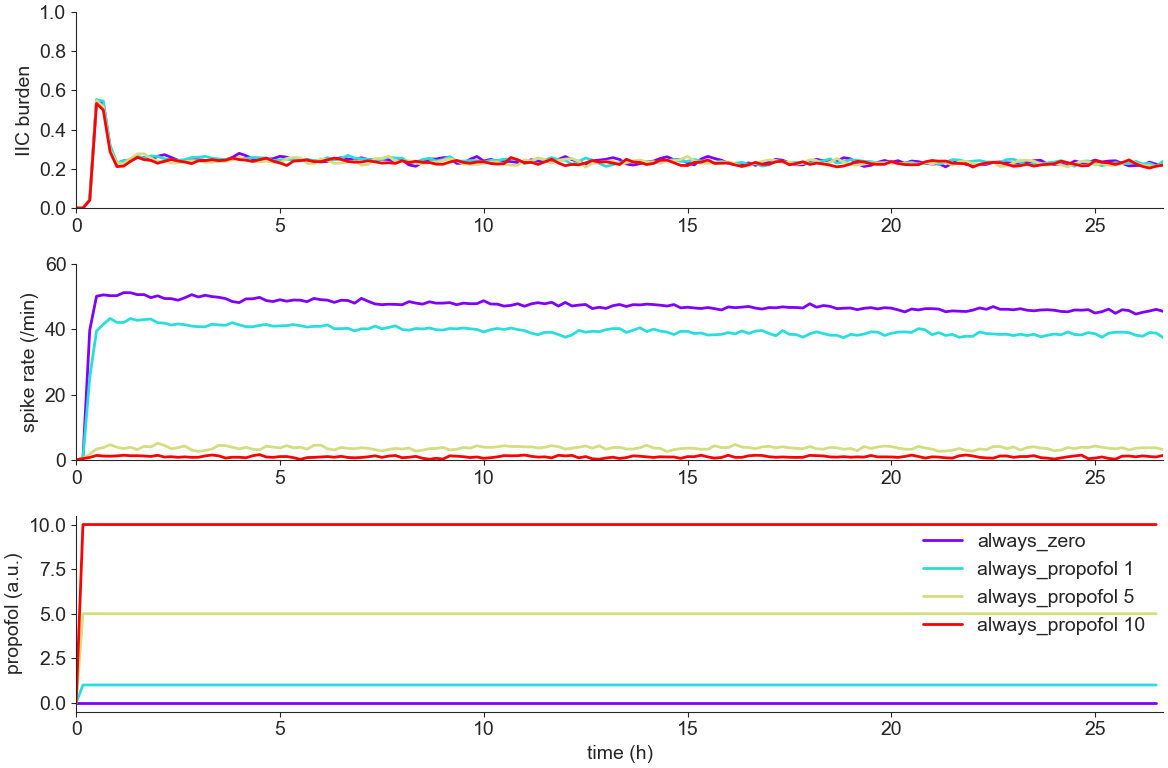 1.0
0.8
0.6
0.4
0.2
0.0
IIC burden
0 5 10 15 20 25
60
40
20
0
spike rate (/min)
0 5 10 15 20 25
10.0
7.5
5.0
2.5
0.0
propofol (a.u.)
always_zero
always_propofol 1
always_propofol 5
always_propofol 10
0 5 10 15 20 25
time (h)